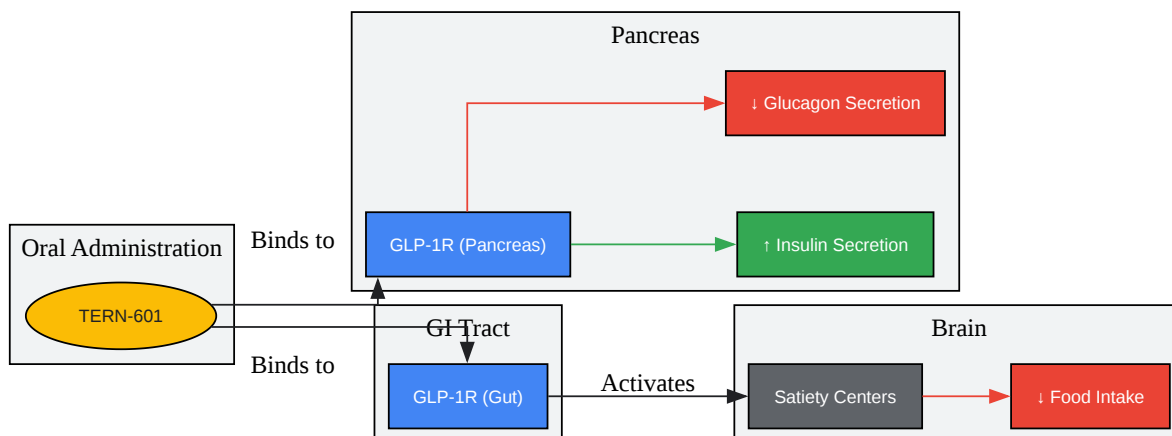 Pancreas
↓ Glucagon Secretion
Oral Administration
Binds to
GLP-1R (Pancreas)
↑ Insulin Secretion
TERN-601
GI Tract
Brain
Binds to
GLP-1R (Gut)
Activates
Satiety Centers
↓ Food Intake